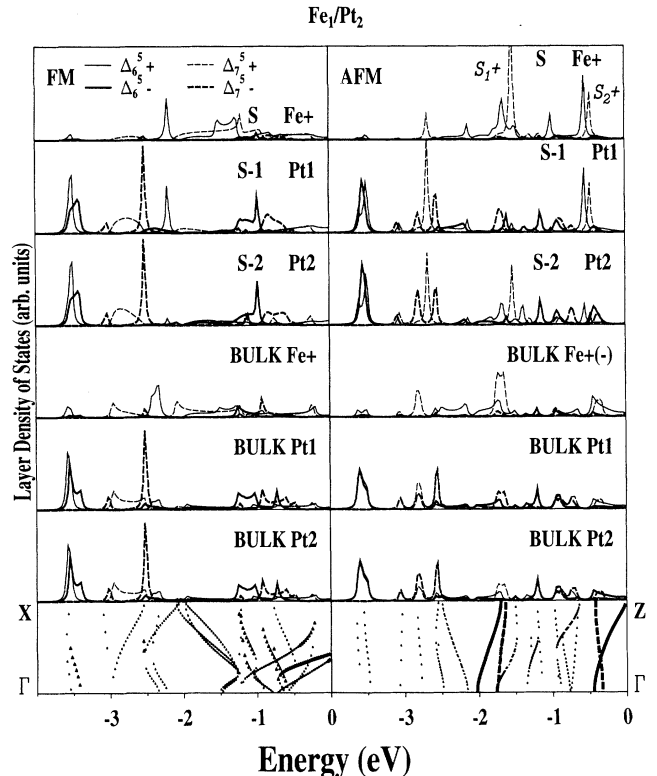 Fe₁/Pt₂
FM
Δ₆⁵+
Δ₇⁵+
Δ₆⁵-
Δ₇⁵-
S Fe+
AFM
S₁+
S Fe+
S₂+
S-1 Pt1
S-1 Pt1
S-2 Pt2
S-2 Pt2
BULK Fe+
BULK Fe+(-)
BULK Pt1
BULK Pt1
BULK Pt2
BULK Pt2
Layer Density of States (arb. units)
X
Γ
Z
Γ
-3 -2 -1 0
-3 -2 -1 0
Energy (eV)